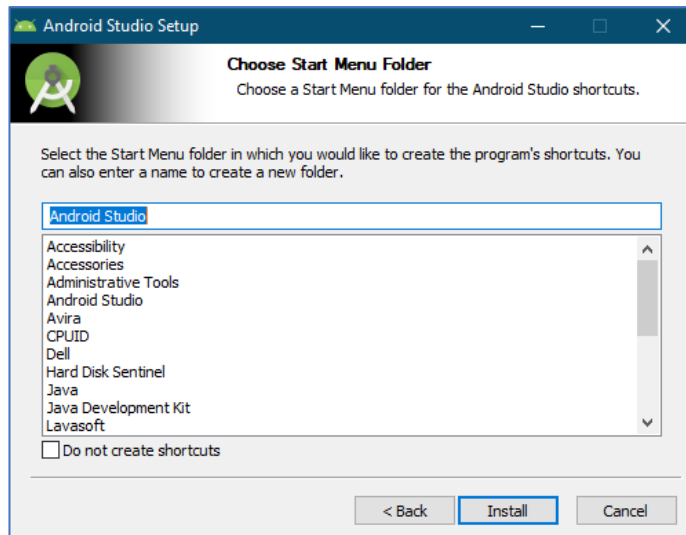 Android Studio Setup
Choose Start Menu Folder
Choose a Start Menu folder for the Android Studio shortcuts.
Select the Start Menu folder in which you would like to create the program's shortcuts. You
can also enter a name to create a new folder.
Android Studio
Accessibility
Accessories
Administrative Tools
Android Studio
Avira
CPUID
Dell
Hard Disk Sentinel
Java
Java Development Kit
Lavasoft
Do not create shortcuts
< Back
Install
Cancel